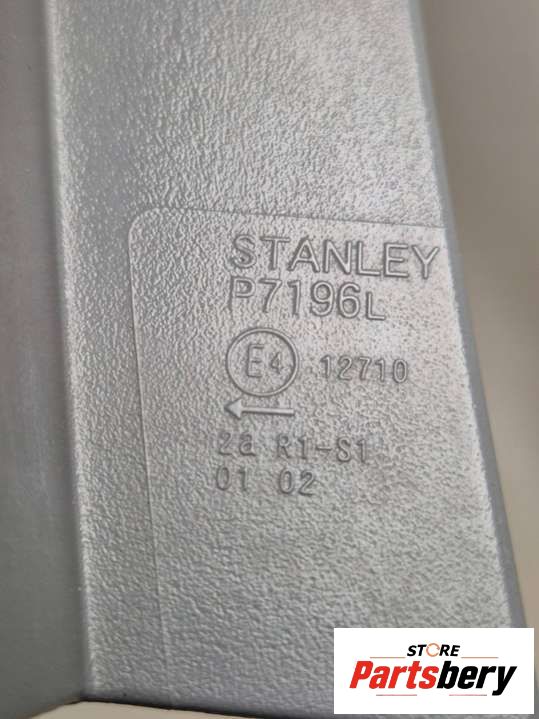 STANLEY
P7196L
E4 12710
←
2a R1-S1
01 02
STORE
Partsbery